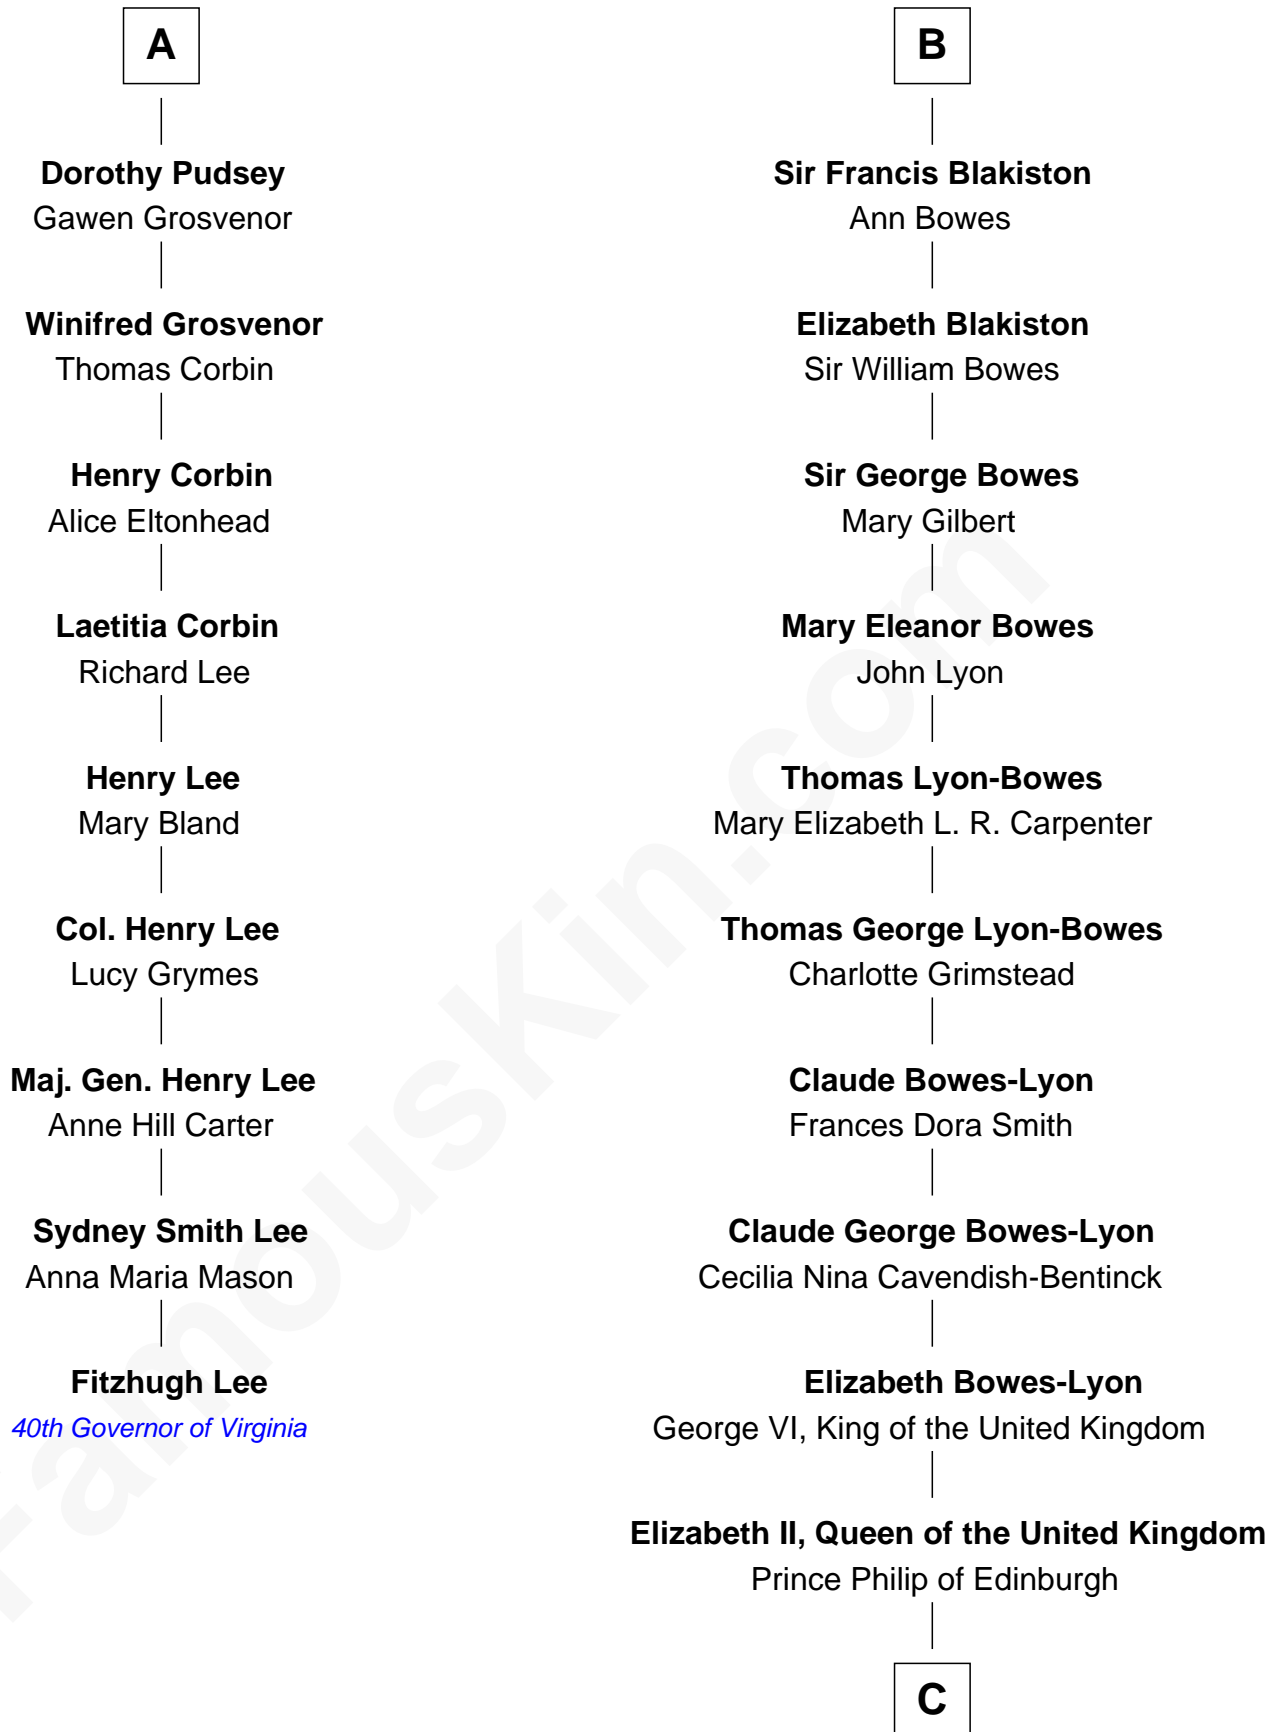 A
Dorothy Pudsey
Gawen Grosvenor
Winifred Grosvenor
Thomas Corbin
Henry Corbin
Alice Eltonhead
Laetitia Corbin
Richard Lee
Henry Lee
Mary Bland
Col. Henry Lee
Lucy Grymes
Maj. Gen. Henry Lee
Anne Hill Carter
Sydney Smith Lee
Anna Maria Mason
Fitzhugh Lee
40th Governor of Virginia
B
Sir Francis Blakiston
Ann Bowes
Elizabeth Blakiston
Sir William Bowes
Sir George Bowes
Mary Gilbert
Mary Eleanor Bowes
John Lyon
Thomas Lyon-Bowes
Mary Elizabeth L. R. Carpenter
Thomas George Lyon-Bowes
Charlotte Grimstead
Claude Bowes-Lyon
Frances Dora Smith
Claude George Bowes-Lyon
Cecilia Nina Cavendish-Bentinck
Elizabeth Bowes-Lyon
George VI, King of the United Kingdom
Elizabeth II, Queen of the United Kingdom
Prince Philip of Edinburgh
C
FamousKin.com